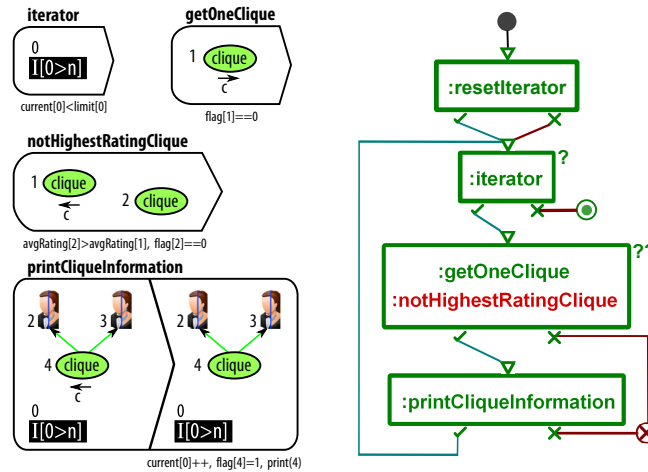 iterator
0
I[0>n]
current[0]<limit[0]
getOneClique
1 clique
c
flag[1]==0
notHighestRatingClique
1 clique
c
2 clique
avgRating[2]>avgRating[1], flag[2]==0
printCliqueInformation
2 3
4 clique
c
0
I[0>n]
2 3
4 clique
0
I[0>n]
current[0]++, flag[4]=1, print(4)
:resetIterator
?
:iterator
??
:getOneClique
:notHighestRatingClique
:printCliqueInformation